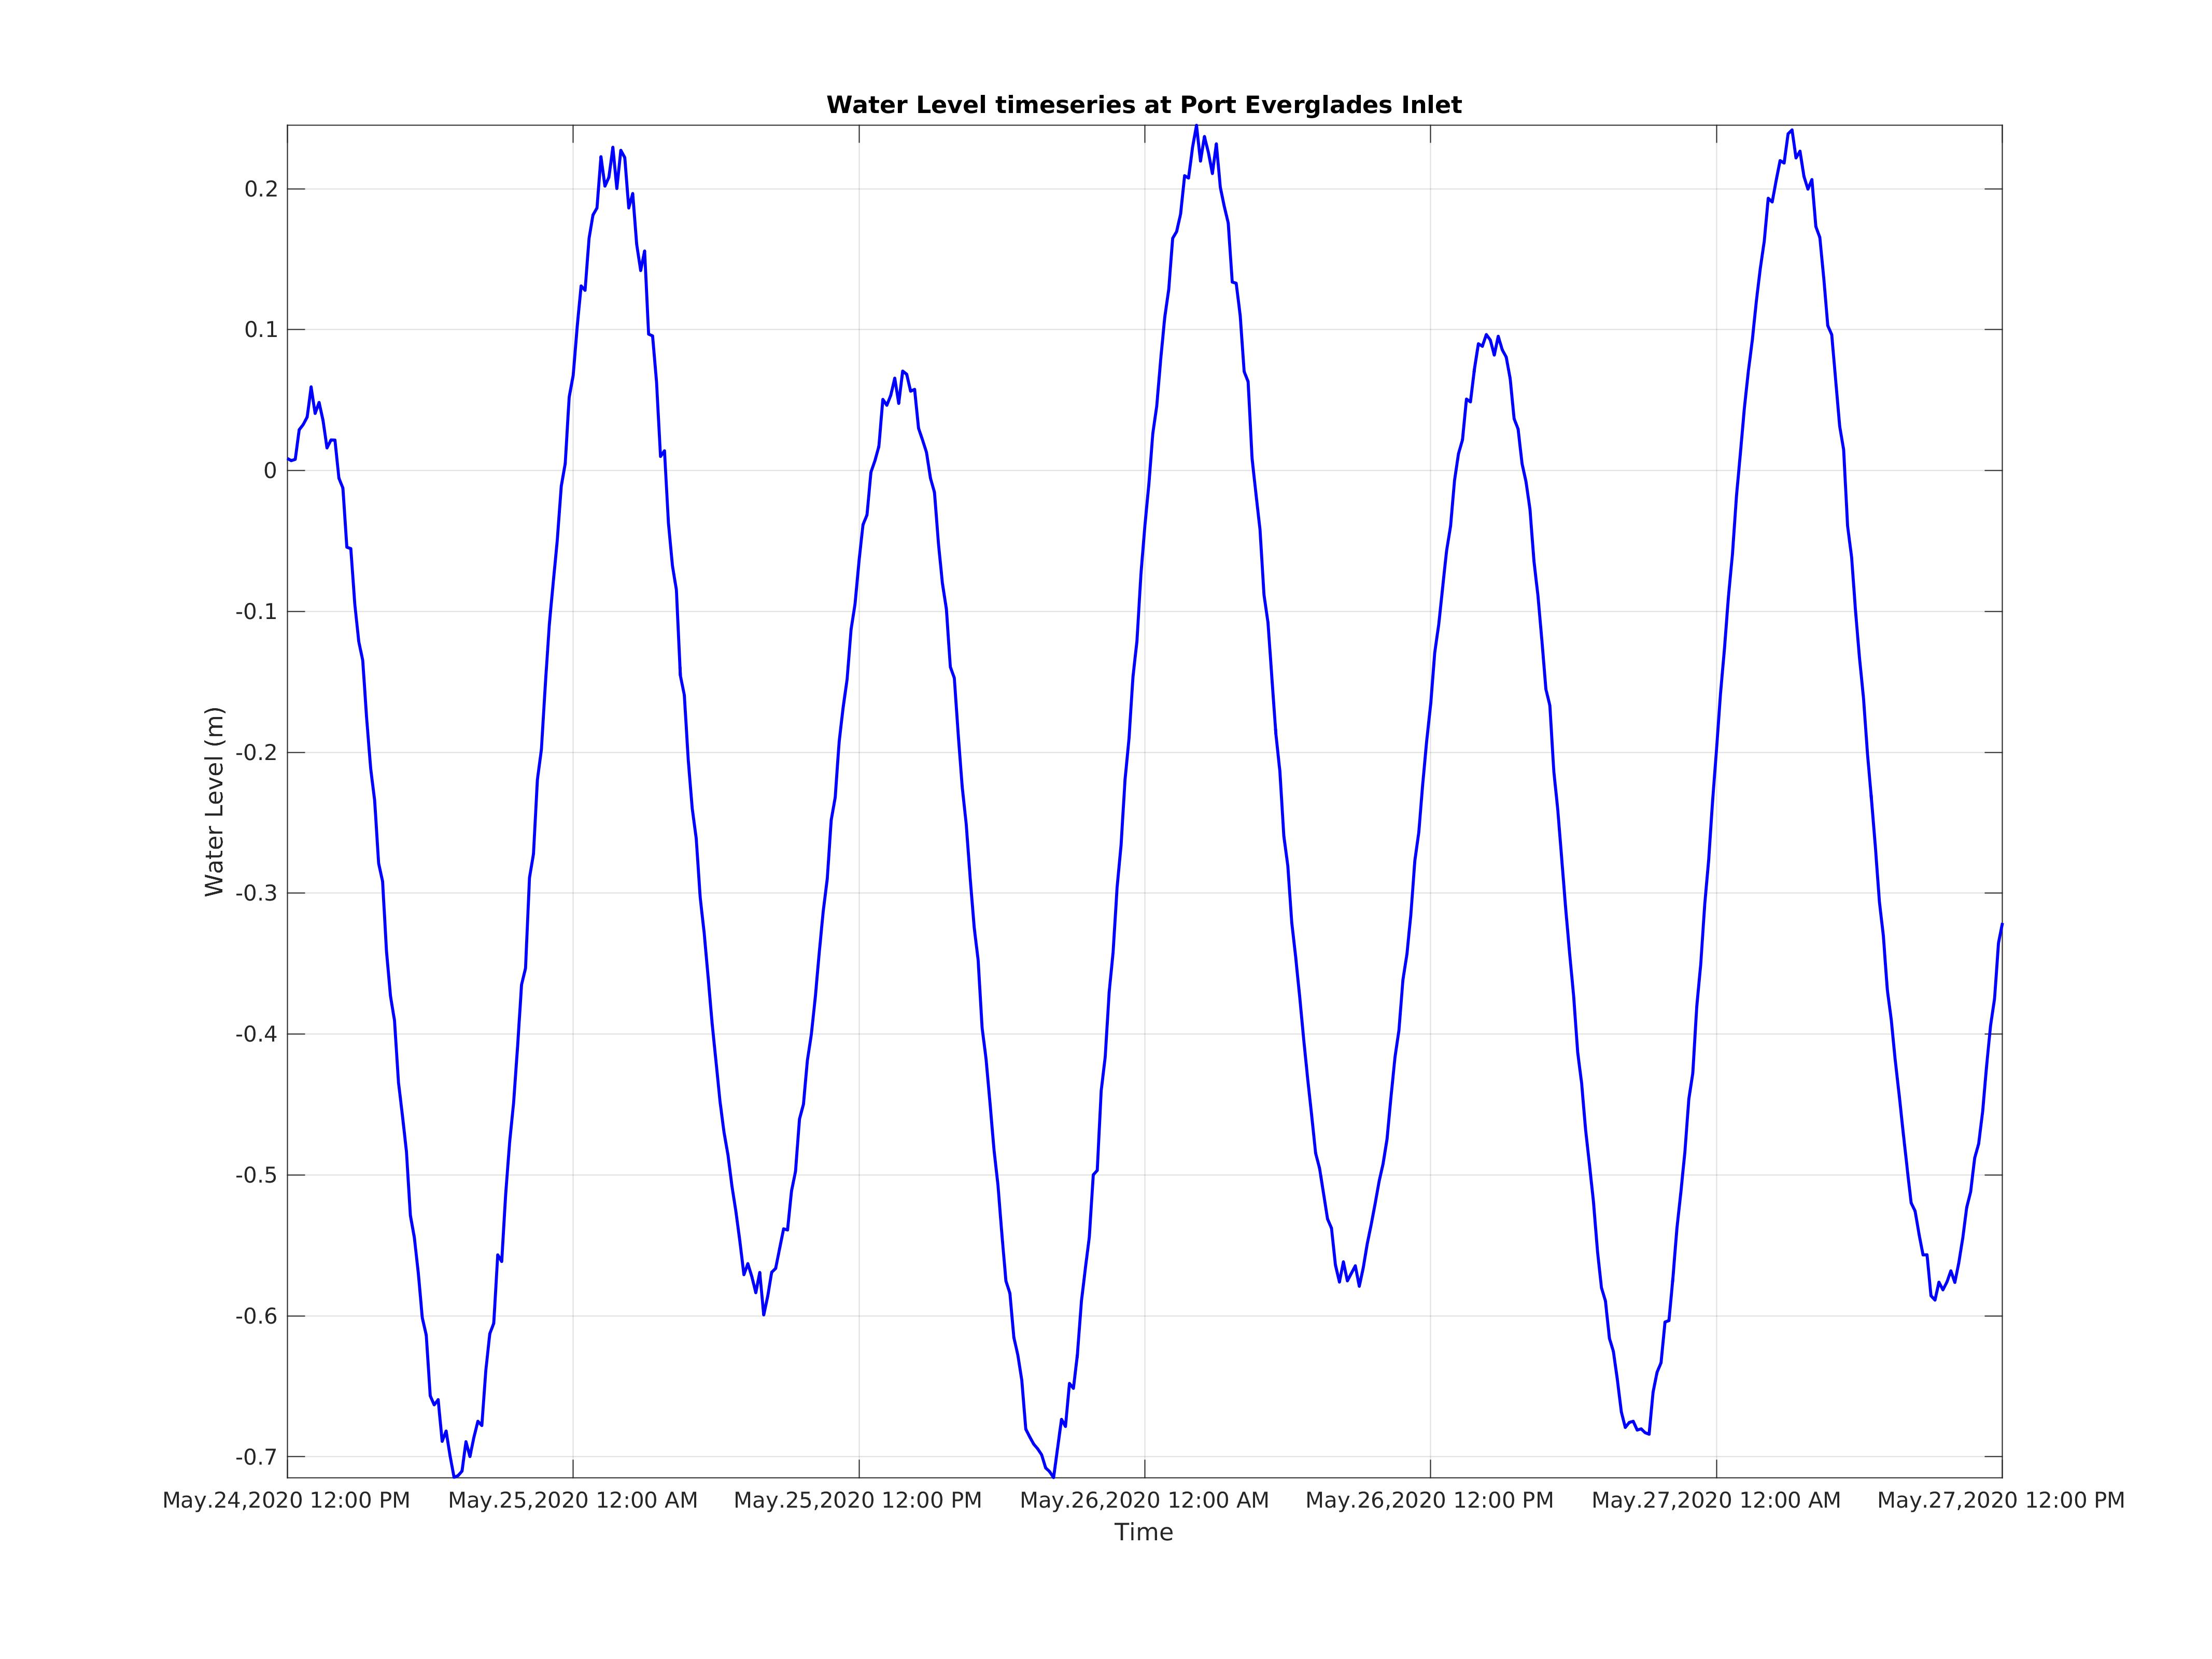 Water Level timeseries at Port Everglades Inlet
Water Level (m)
0.2
0.1
0
-0.1
-0.2
-0.3
-0.4
-0.5
-0.6
-0.7
May.24,2020 12:00 PM May.25,2020 12:00 AM May.25,2020 12:00 PM May.26,2020 12:00 AM May.26,2020 12:00 PM May.27,2020 12:00 AM May.27,2020 12:00 PM
Time